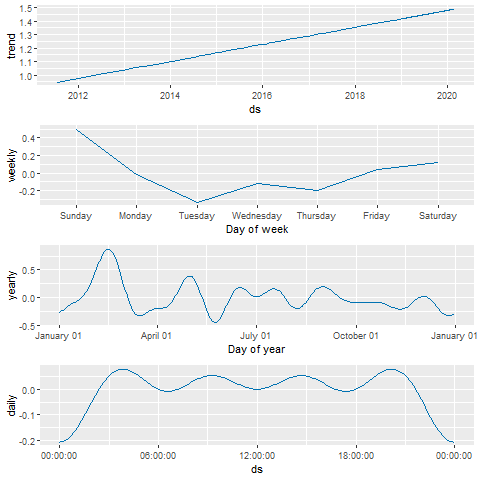 trend
1.5
1.4
1.3
1.2
1.1
1.0
2012 2014 2016 2018 2020
ds
weekly
0.4
0.2
0.0
-0.2
Sunday Monday Tuesday Wednesday Thursday Friday Saturday
Day of week
yearly
0.5
0.0
-0.5
January 01 April 01 July 01 October 01 January 01
Day of year
daily
0.0
-0.1
-0.2
00:00:00 06:00:00 12:00:00 18:00:00 00:00:00
ds